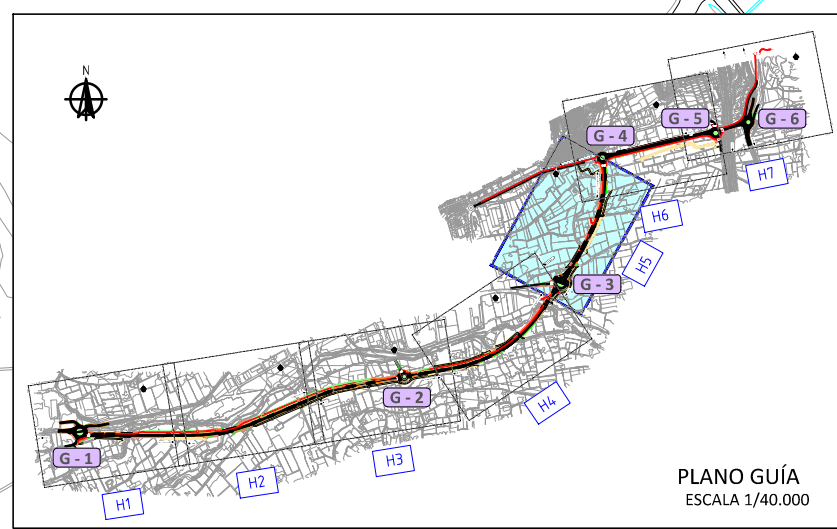 N
G - 5
G - 6
G - 4
H7
H6
H5
G - 3
G - 2
H4
G - 1
H3
H2
H1
PLANO GUÍA
ESCALA 1/40.000